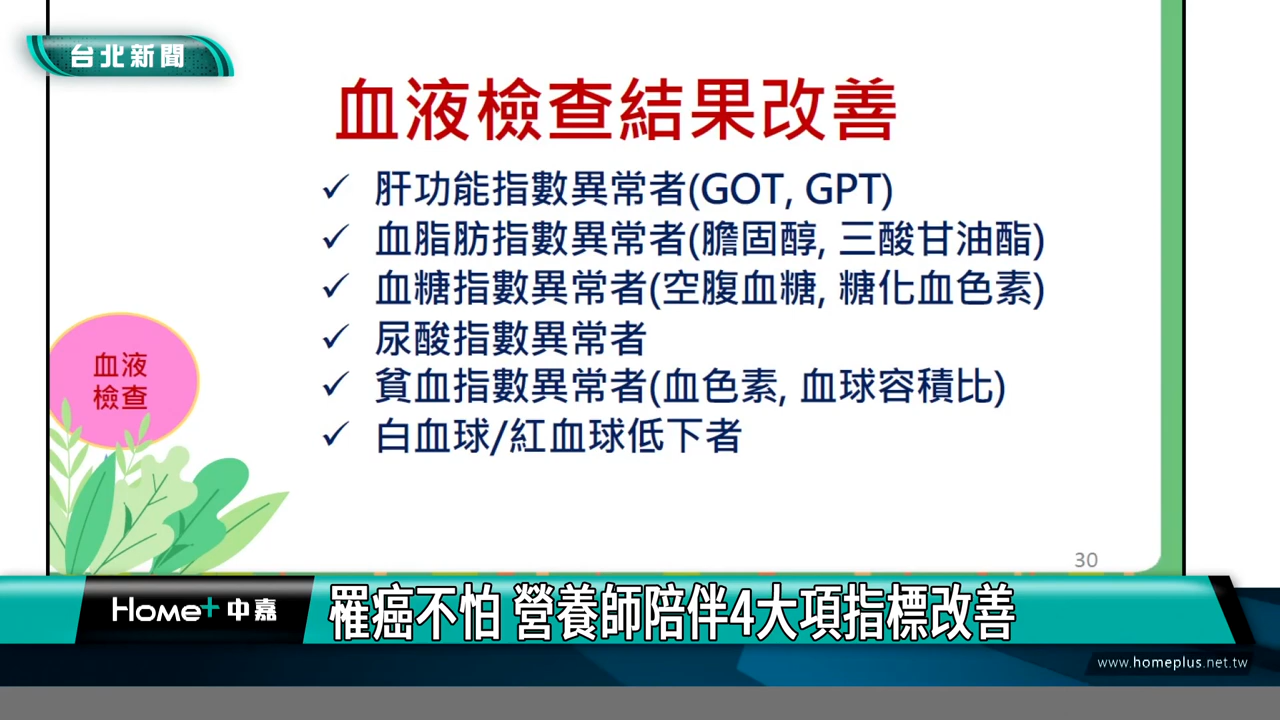 台北新聞
血液檢查結果改善
✓ 肝功能指數異常者(GOT, GPT)
✓ 血脂肪指數異常者(膽固醇, 三酸甘油酯)
✓ 血糖指數異常者(空腹血糖, 糖化血色素)
✓ 尿酸指數異常者
✓ 貧血指數異常者(血色素, 血球容積比)
✓ 白血球/紅血球低下者
血液
檢查
30
Home+ 中嘉
罹癌不怕 營養師陪伴4大項指標改善
www.homeplus.net.tw